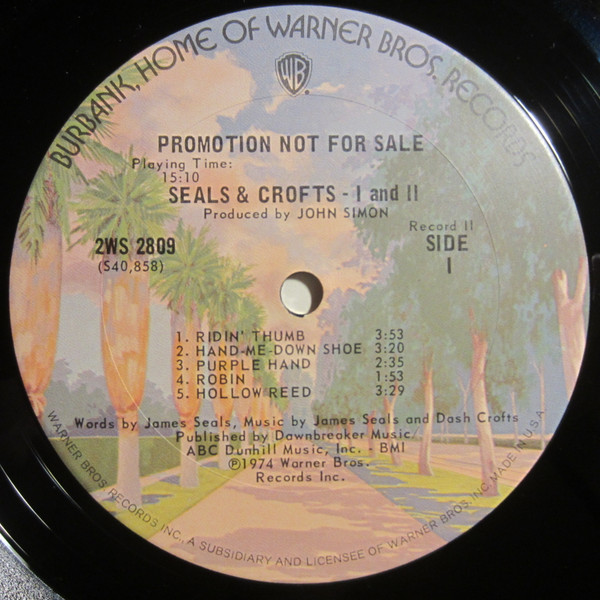 BURBANK, HOME OF WARNER BROS. RECORDS
WB
PROMOTION NOT FOR SALE
Playing Time:
15:10
SEALS & CROFTS - I and II
Produced by JOHN SIMON
Record II
2WS 2809
SIDE
(S40,858)
I
1. RIDIN' THUMB 3:53
2. HAND-ME-DOWN SHOE 3:20
3. PURPLE HAND 2:35
4. ROBIN 1:53
5. HOLLOW REED 3:29
Words by James Seals, Music by James Seals and Dash Crofts
Published by Dawnbreaker Music/
ABC Dunhill Music, Inc. - BMI
℗1974 Warner Bros.
Records Inc.
WARNER BROS. RECORDS INC., A SUBSIDIARY AND LICENSEE OF WARNER BROS. INC. MADE IN U.S.A.